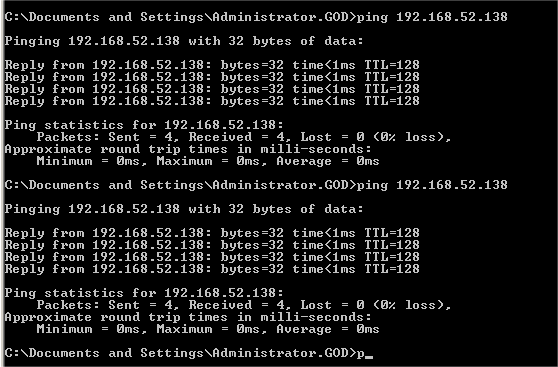 C:\Documents and Settings\Administrator.GOD>ping 192.168.52.138
Pinging 192.168.52.138 with 32 bytes of data:
Reply from 192.168.52.138: bytes=32 time<1ms TTL=128
Reply from 192.168.52.138: bytes=32 time<1ms TTL=128
Reply from 192.168.52.138: bytes=32 time<1ms TTL=128
Reply from 192.168.52.138: bytes=32 time<1ms TTL=128
Ping statistics for 192.168.52.138:
    Packets: Sent = 4, Received = 4, Lost = 0 (0% loss),
Approximate round trip times in milli-seconds:
    Minimum = 0ms, Maximum = 0ms, Average = 0ms
C:\Documents and Settings\Administrator.GOD>ping 192.168.52.138
Pinging 192.168.52.138 with 32 bytes of data:
Reply from 192.168.52.138: bytes=32 time<1ms TTL=128
Reply from 192.168.52.138: bytes=32 time<1ms TTL=128
Reply from 192.168.52.138: bytes=32 time<1ms TTL=128
Reply from 192.168.52.138: bytes=32 time<1ms TTL=128
Ping statistics for 192.168.52.138:
    Packets: Sent = 4, Received = 4, Lost = 0 (0% loss),
Approximate round trip times in milli-seconds:
    Minimum = 0ms, Maximum = 0ms, Average = 0ms
C:\Documents and Settings\Administrator.GOD>p_